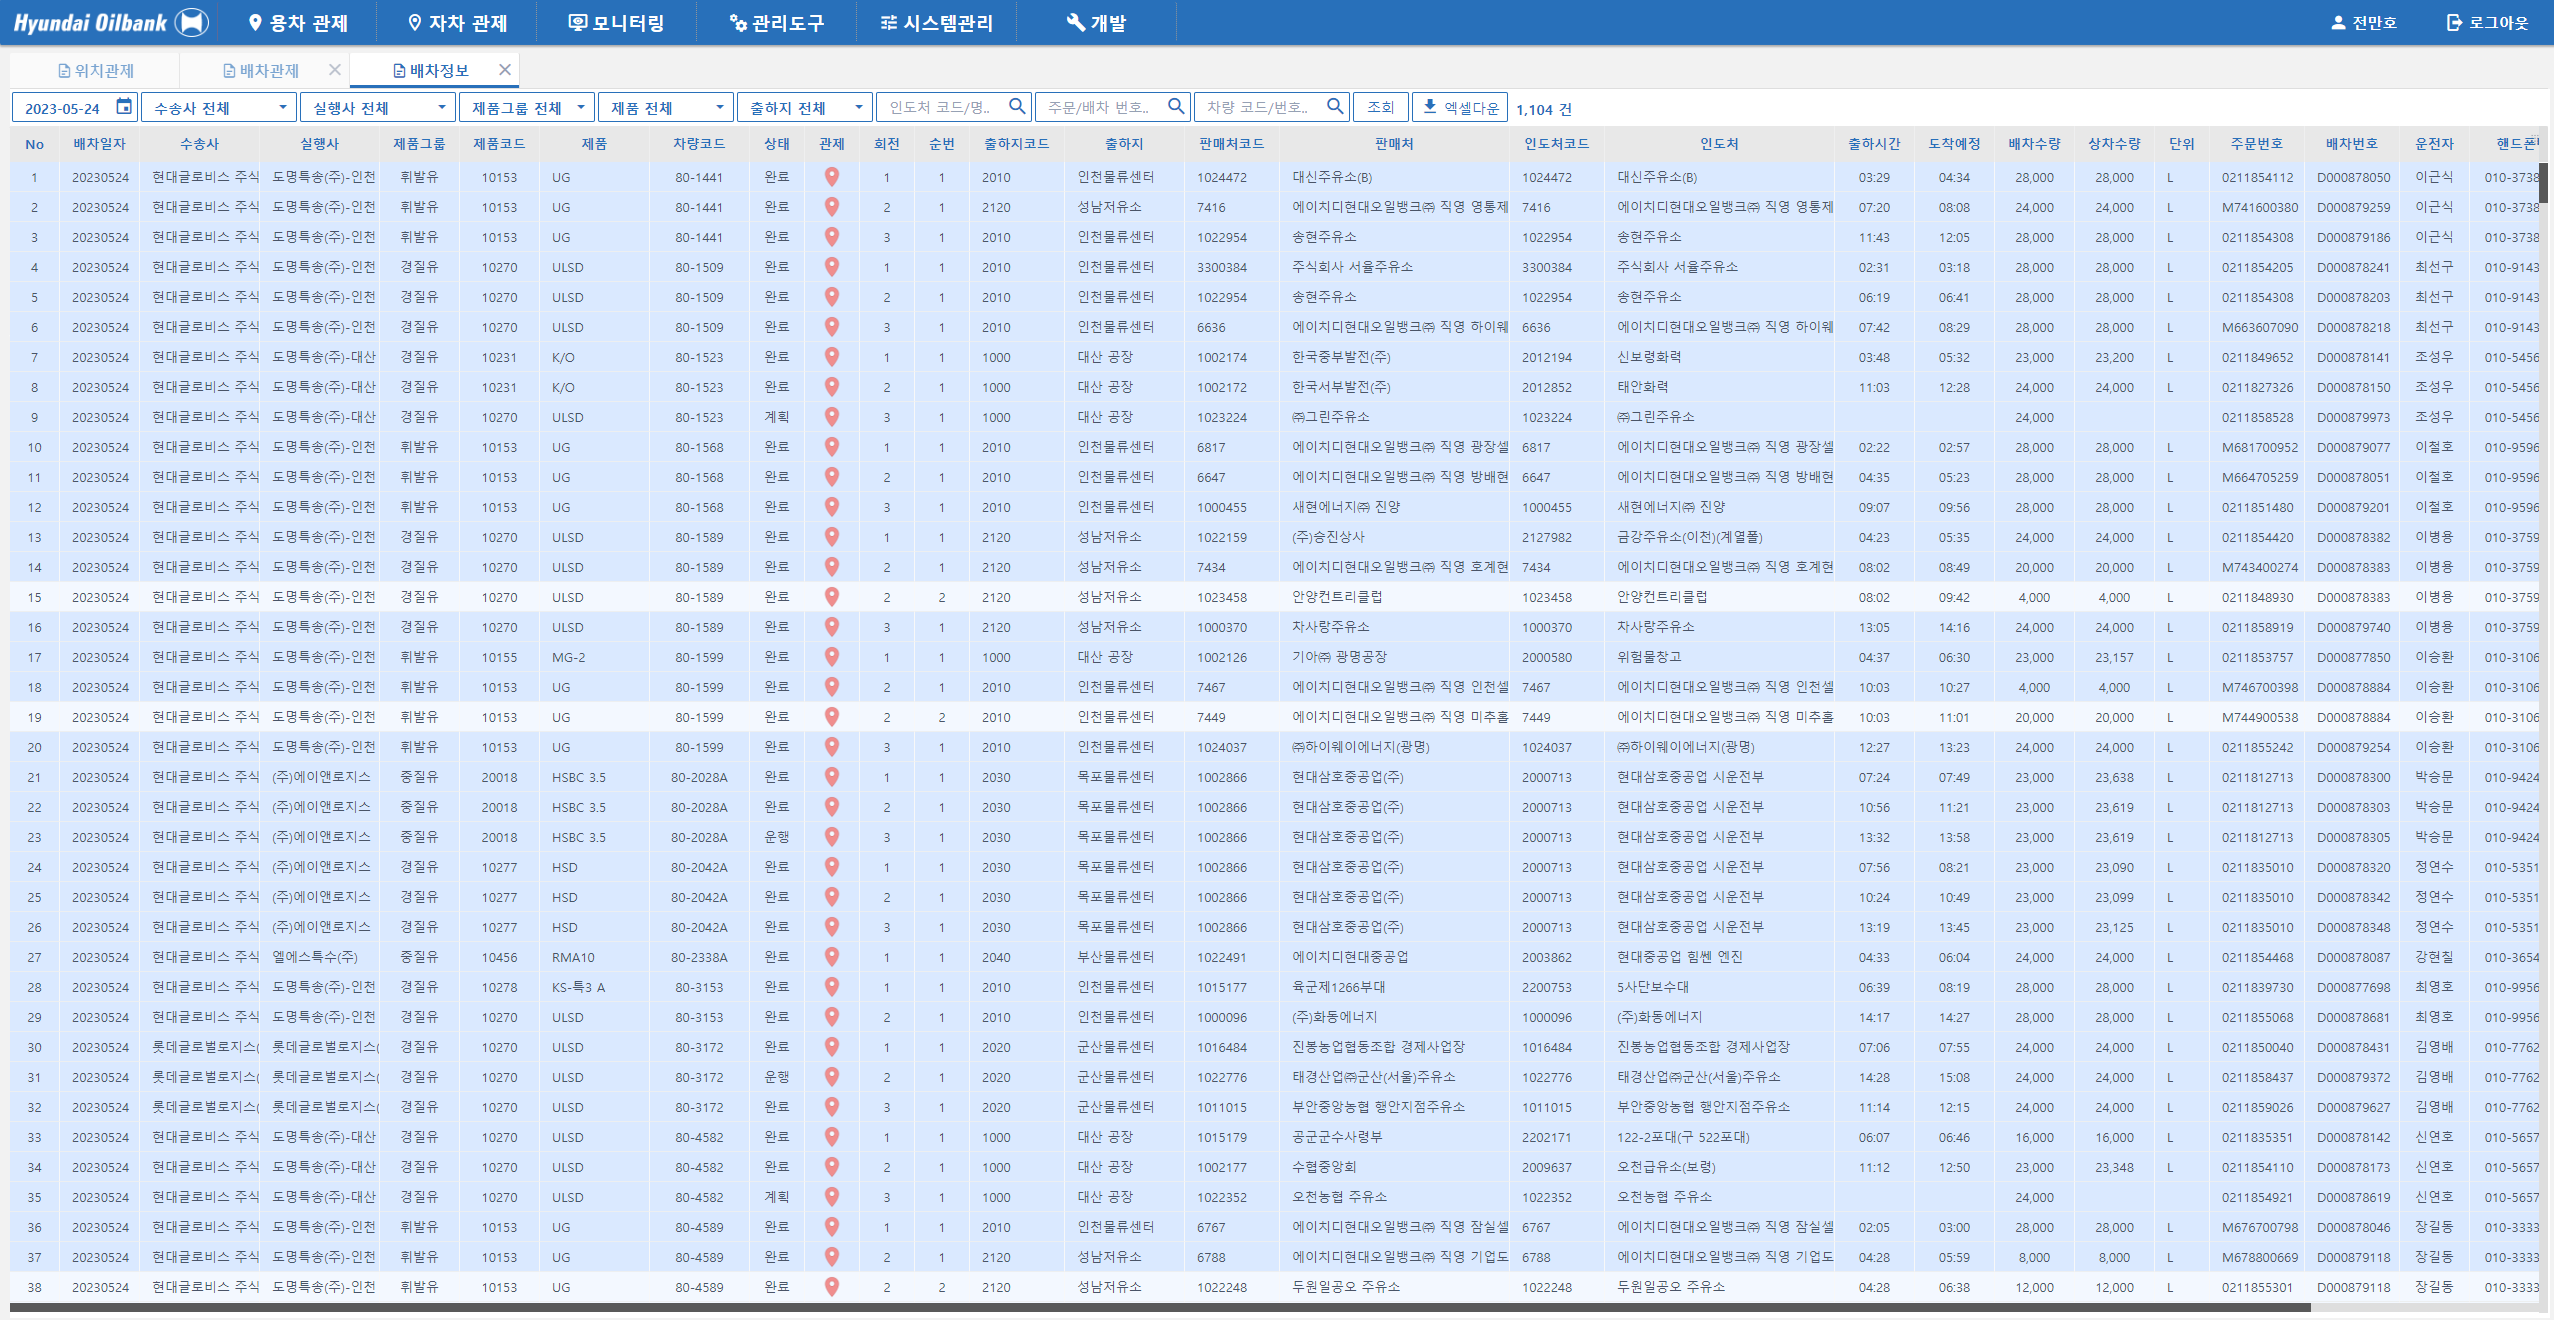 Hyundai Oilbank 용차 관제 자차 관제 모니터링 관리도구 시스템관리 개발 전만호 로그아웃
위치관제 배차관제 배차정보
2023-05-24 수송사 전체 실행사 전체 제품그룹 전체 제품 전체 출하지 전체 인도처 코드/명.. 주문/배차 번호.. 차량 코드/번호.. 조회 엑셀다운 1,104 건
No 배차일자 수송사 실행사 제품그룹 제품코드 제품 차량코드 상태 관제 회전 순번 출하지코드 출하지 판매처코드 판매처 인도처코드 인도처 출하시간 도착예정 배차수량 상차수량 단위 주문번호 배차번호 운전자 핸드폰
1 20230524 현대글로비스 주식 도명특송(주)-인천 휘발유 10153 UG 80-1441 완료 1 1 2010 인천물류센터 1024472 대신주유소(B) 1024472 대신주유소(B) 03:29 04:34 28,000 28,000 L 0211854112 D000878050 이근식 010-3738
2 20230524 현대글로비스 주식 도명특송(주)-인천 휘발유 10153 UG 80-1441 완료 2 1 2120 성남저유소 7416 에이치디현대오일뱅크㈜ 직영 영통제 7416 에이치디현대오일뱅크㈜ 직영 영통제 07:20 08:08 24,000 24,000 L M741600380 D000879259 이근식 010-3738
3 20230524 현대글로비스 주식 도명특송(주)-인천 휘발유 10153 UG 80-1441 완료 3 1 2010 인천물류센터 1022954 송현주유소 1022954 송현주유소 11:43 12:05 28,000 28,000 L 0211854308 D000879186 이근식 010-3738
4 20230524 현대글로비스 주식 도명특송(주)-인천 경질유 10270 ULSD 80-1509 완료 1 1 2010 인천물류센터 3300384 주식회사 서율주유소 3300384 주식회사 서율주유소 02:31 03:18 28,000 28,000 L 0211854205 D000878241 최선구 010-9143
5 20230524 현대글로비스 주식 도명특송(주)-인천 경질유 10270 ULSD 80-1509 완료 2 1 2010 인천물류센터 1022954 송현주유소 1022954 송현주유소 06:19 06:41 28,000 28,000 L 0211854308 D000878203 최선구 010-9143
6 20230524 현대글로비스 주식 도명특송(주)-인천 경질유 10270 ULSD 80-1509 완료 3 1 2010 인천물류센터 6636 에이치디현대오일뱅크㈜ 직영 하이웨 6636 에이치디현대오일뱅크㈜ 직영 하이웨 07:42 08:29 28,000 28,000 L M663607090 D000878218 최선구 010-9143
7 20230524 현대글로비스 주식 도명특송(주)-대산 경질유 10231 K/O 80-1523 완료 1 1 1000 대산 공장 1002174 한국중부발전(주) 2012194 신보령화력 03:48 05:32 23,000 23,200 L 0211849652 D000878141 조성우 010-5456
8 20230524 현대글로비스 주식 도명특송(주)-대산 경질유 10231 K/O 80-1523 완료 2 1 1000 대산 공장 1002172 한국서부발전(주) 2012852 태안화력 11:03 12:28 24,000 24,000 L 0211827326 D000878150 조성우 010-5456
9 20230524 현대글로비스 주식 도명특송(주)-대산 경질유 10270 ULSD 80-1523 계획 3 1 1000 대산 공장 1023224 ㈜그린주유소 1023224 ㈜그린주유소 24,000 0211858528 D000879973 조성우 010-5456
10 20230524 현대글로비스 주식 도명특송(주)-인천 휘발유 10153 UG 80-1568 완료 1 1 2010 인천물류센터 6817 에이치디현대오일뱅크㈜ 직영 광장셀 6817 에이치디현대오일뱅크㈜ 직영 광장셀 02:22 02:57 28,000 28,000 L M681700952 D000879077 이철호 010-9596
11 20230524 현대글로비스 주식 도명특송(주)-인천 휘발유 10153 UG 80-1568 완료 2 1 2010 인천물류센터 6647 에이치디현대오일뱅크㈜ 직영 방배현 6647 에이치디현대오일뱅크㈜ 직영 방배현 04:35 05:23 28,000 28,000 L M664705259 D000878051 이철호 010-9596
12 20230524 현대글로비스 주식 도명특송(주)-인천 휘발유 10153 UG 80-1568 완료 3 1 2010 인천물류센터 1000455 새현에너지㈜ 진양 1000455 새현에너지㈜ 진양 09:07 09:56 28,000 28,000 L 0211851480 D000879201 이철호 010-9596
13 20230524 현대글로비스 주식 도명특송(주)-인천 경질유 10270 ULSD 80-1589 완료 1 1 2120 성남저유소 1022159 (주)승진상사 2127982 금강주유소(이천)(계열폴) 04:23 05:35 24,000 24,000 L 0211854420 D000878382 이병용 010-3759
14 20230524 현대글로비스 주식 도명특송(주)-인천 경질유 10270 ULSD 80-1589 완료 2 1 2120 성남저유소 7434 에이치디현대오일뱅크㈜ 직영 호계현 7434 에이치디현대오일뱅크㈜ 직영 호계현 08:02 08:49 20,000 20,000 L M743400274 D000878383 이병용 010-3759
15 20230524 현대글로비스 주식 도명특송(주)-인천 경질유 10270 ULSD 80-1589 완료 2 2 2120 성남저유소 1023458 안양컨트리클럽 1023458 안양컨트리클럽 08:02 09:42 4,000 4,000 L 0211848930 D000878383 이병용 010-3759
16 20230524 현대글로비스 주식 도명특송(주)-인천 경질유 10270 ULSD 80-1589 완료 3 1 2120 성남저유소 1000370 차사랑주유소 1000370 차사랑주유소 13:05 14:16 24,000 24,000 L 0211858919 D000879740 이병용 010-3759
17 20230524 현대글로비스 주식 도명특송(주)-인천 휘발유 10155 MG-2 80-1599 완료 1 1 1000 대산 공장 1002126 기아㈜ 광명공장 2000580 위험물창고 04:37 06:30 23,000 23,157 L 0211853757 D000877850 이승환 010-3106
18 20230524 현대글로비스 주식 도명특송(주)-인천 휘발유 10153 UG 80-1599 완료 2 1 2010 인천물류센터 7467 에이치디현대오일뱅크㈜ 직영 인천셀 7467 에이치디현대오일뱅크㈜ 직영 인천셀 10:03 10:27 4,000 4,000 L M746700398 D000878884 이승환 010-3106
19 20230524 현대글로비스 주식 도명특송(주)-인천 휘발유 10153 UG 80-1599 완료 2 2 2010 인천물류센터 7449 에이치디현대오일뱅크㈜ 직영 미추홀 7449 에이치디현대오일뱅크㈜ 직영 미추홀 10:03 11:01 20,000 20,000 L M744900538 D000878884 이승환 010-3106
20 20230524 현대글로비스 주식 도명특송(주)-인천 휘발유 10153 UG 80-1599 완료 3 1 2010 인천물류센터 1024037 ㈜하이웨이에너지(광명) 1024037 ㈜하이웨이에너지(광명) 12:27 13:23 24,000 24,000 L 0211855242 D000879254 이승환 010-3106
21 20230524 현대글로비스 주식 (주)에이앤로지스 중질유 20018 HSBC 3.5 80-2028A 완료 1 1 2030 목포물류센터 1002866 현대삼호중공업(주) 2000713 현대삼호중공업 시운전부 07:24 07:49 23,000 23,638 L 0211812713 D000878300 박승문 010-9424
22 20230524 현대글로비스 주식 (주)에이앤로지스 중질유 20018 HSBC 3.5 80-2028A 완료 2 1 2030 목포물류센터 1002866 현대삼호중공업(주) 2000713 현대삼호중공업 시운전부 10:56 11:21 23,000 23,619 L 0211812713 D000878303 박승문 010-9424
23 20230524 현대글로비스 주식 (주)에이앤로지스 중질유 20018 HSBC 3.5 80-2028A 운행 3 1 2030 목포물류센터 1002866 현대삼호중공업(주) 2000713 현대삼호중공업 시운전부 13:32 13:58 23,000 23,619 L 0211812713 D000878305 박승문 010-9424
24 20230524 현대글로비스 주식 (주)에이앤로지스 경질유 10277 HSD 80-2042A 완료 1 1 2030 목포물류센터 1002866 현대삼호중공업(주) 2000713 현대삼호중공업 시운전부 07:56 08:21 23,000 23,090 L 0211835010 D000878320 정연수 010-5351
25 20230524 현대글로비스 주식 (주)에이앤로지스 경질유 10277 HSD 80-2042A 완료 2 1 2030 목포물류센터 1002866 현대삼호중공업(주) 2000713 현대삼호중공업 시운전부 10:24 10:49 23,000 23,099 L 0211835010 D000878342 정연수 010-5351
26 20230524 현대글로비스 주식 (주)에이앤로지스 경질유 10277 HSD 80-2042A 완료 3 1 2030 목포물류센터 1002866 현대삼호중공업(주) 2000713 현대삼호중공업 시운전부 13:19 13:45 23,000 23,125 L 0211835010 D000878348 정연수 010-5351
27 20230524 현대글로비스 주식 엘에스특수(주) 중질유 10456 RMA10 80-2338A 완료 1 1 2040 부산물류센터 1022491 에이치디현대중공업 2003862 현대중공업 힘쎈 엔진 04:33 06:04 24,000 24,000 L 0211854468 D000878087 강현칠 010-3654
28 20230524 현대글로비스 주식 도명특송(주)-인천 경질유 10278 KS-특3 A 80-3153 완료 1 1 2010 인천물류센터 1015177 육군제1266부대 2200753 5사단보수대 06:39 08:19 28,000 28,000 L 0211839730 D000877698 최영호 010-9956
29 20230524 현대글로비스 주식 도명특송(주)-인천 경질유 10270 ULSD 80-3153 완료 2 1 2010 인천물류센터 1000096 (주)화동에너지 1000096 (주)화동에너지 14:17 14:27 28,000 28,000 L 0211855068 D000878681 최영호 010-9956
30 20230524 롯데글로벌로지스( 롯데글로벌로지스( 경질유 10270 ULSD 80-3172 완료 1 1 2020 군산물류센터 1016484 진봉농업협동조합 경제사업장 1016484 진봉농업협동조합 경제사업장 07:06 07:55 24,000 24,000 L 0211850040 D000878431 김영배 010-7762
31 20230524 롯데글로벌로지스( 롯데글로벌로지스( 경질유 10270 ULSD 80-3172 운행 2 1 2020 군산물류센터 1022776 태경산업㈜군산(서울)주유소 1022776 태경산업㈜군산(서울)주유소 14:28 15:08 24,000 24,000 L 0211858437 D000879372 김영배 010-7762
32 20230524 롯데글로벌로지스( 롯데글로벌로지스( 경질유 10270 ULSD 80-3172 완료 3 1 2020 군산물류센터 1011015 부안중앙농협 행안지점주유소 1011015 부안중앙농협 행안지점주유소 11:14 12:15 24,000 24,000 L 0211859026 D000879627 김영배 010-7762
33 20230524 현대글로비스 주식 도명특송(주)-대산 경질유 10270 ULSD 80-4582 완료 1 1 1000 대산 공장 1015179 공군군수사령부 2202171 122-2포대(구 522포대) 06:07 06:46 16,000 16,000 L 0211835351 D000878142 신연호 010-5657
34 20230524 현대글로비스 주식 도명특송(주)-대산 경질유 10270 ULSD 80-4582 완료 2 1 1000 대산 공장 1002177 수협중앙회 2009637 오천급유소(보령) 11:12 12:50 23,000 23,348 L 0211854110 D000878173 신연호 010-5657
35 20230524 현대글로비스 주식 도명특송(주)-대산 경질유 10270 ULSD 80-4582 계획 3 1 1000 대산 공장 1022352 오천농협 주유소 1022352 오천농협 주유소 24,000 0211854921 D000878619 신연호 010-5657
36 20230524 현대글로비스 주식 도명특송(주)-인천 휘발유 10153 UG 80-4589 완료 1 1 2010 인천물류센터 6767 에이치디현대오일뱅크㈜ 직영 잠실셀 6767 에이치디현대오일뱅크㈜ 직영 잠실셀 02:05 03:00 28,000 28,000 L M676700798 D000878046 장길동 010-3333
37 20230524 현대글로비스 주식 도명특송(주)-인천 휘발유 10153 UG 80-4589 완료 2 1 2120 성남저유소 6788 에이치디현대오일뱅크㈜ 직영 기업도 6788 에이치디현대오일뱅크㈜ 직영 기업도 04:28 05:59 8,000 8,000 L M678800669 D000879118 장길동 010-3333
38 20230524 현대글로비스 주식 도명특송(주)-인천 휘발유 10153 UG 80-4589 완료 2 2 2120 성남저유소 1022248 두원일공오 주유소 1022248 두원일공오 주유소 04:28 06:38 12,000 12,000 L 0211855301 D000879118 장길동 010-3333